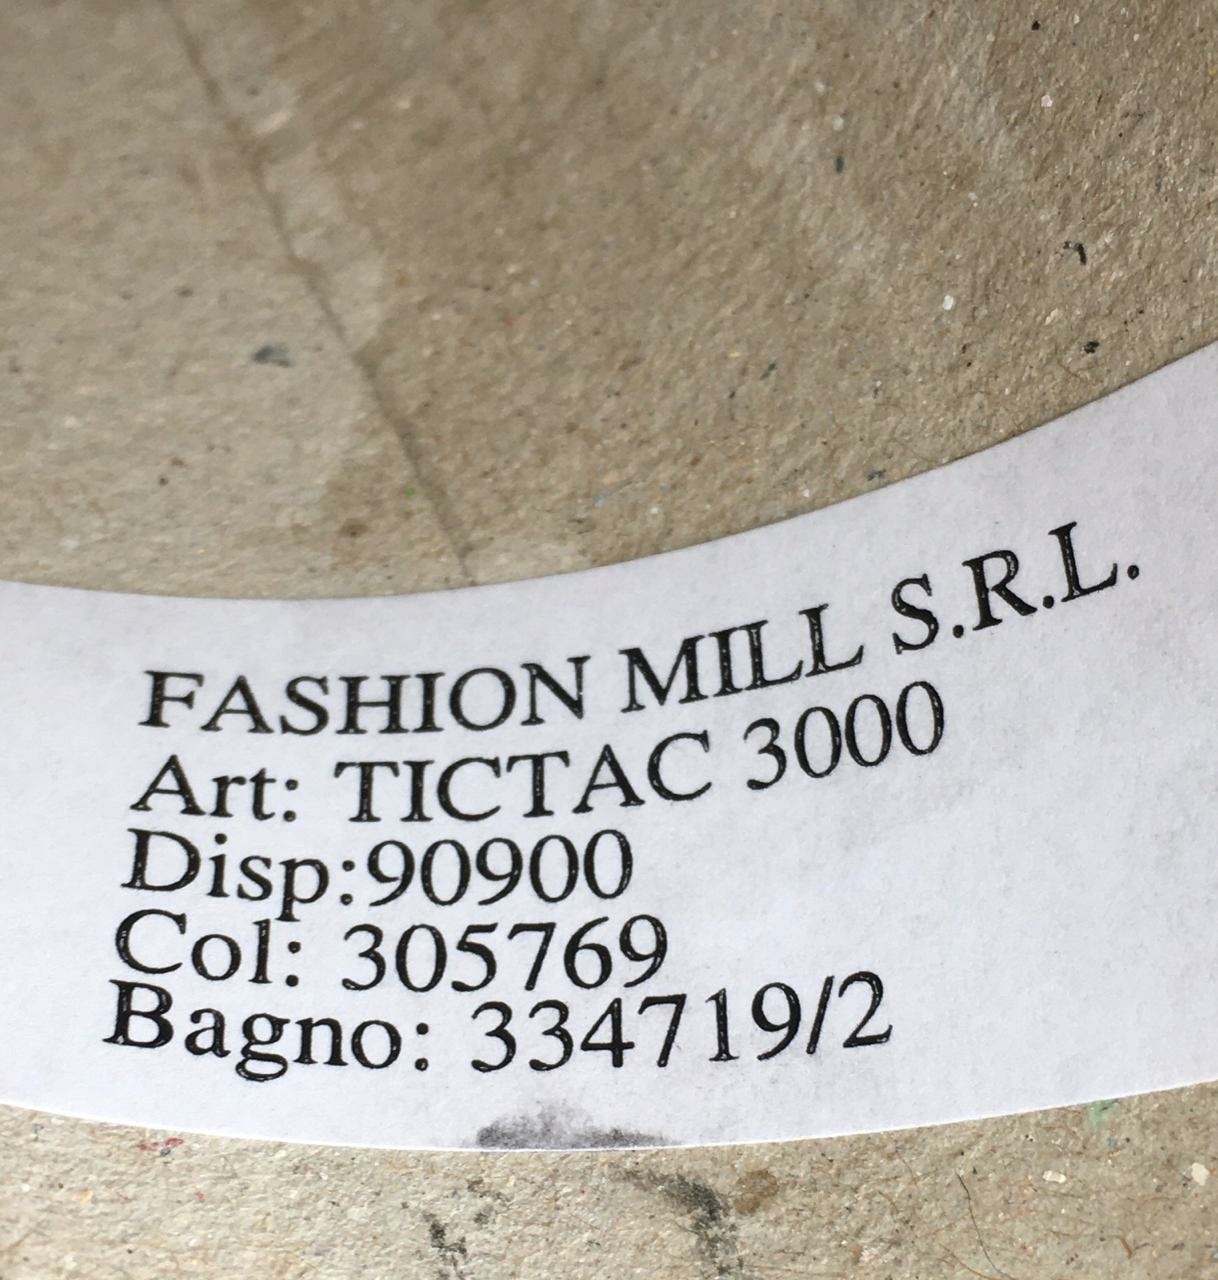 FASHION MILL S.R.L.
Art: TICTAC 3000
Disp:90900
Col: 305769
Bagno: 334719/2